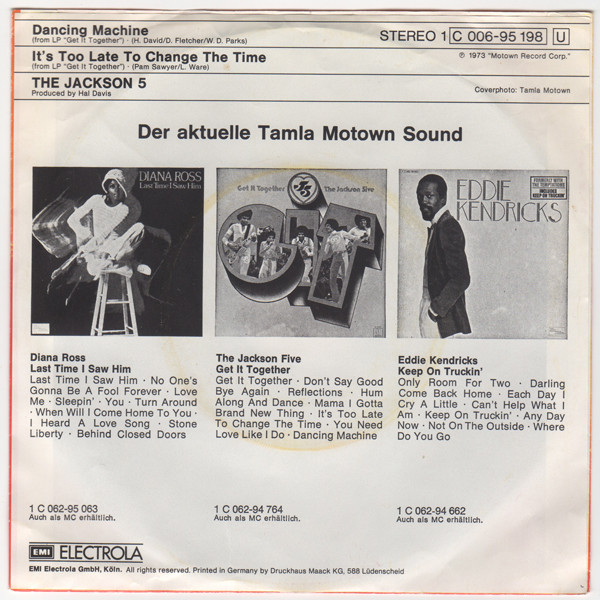 Dancing Machine
(from LP "Get It Together") · (H. David/D. Fletcher/W. D. Parks)
STEREO 1 C 006-95 198 U
It's Too Late To Change The Time
(from LP "Get It Together") · (Pam Sawyer/L. Ware)
℗ 1973 "Motown Record Corp."
THE JACKSON 5
Produced by Hal Davis
Coverphoto: Tamla Motown
Der aktuelle Tamla Motown Sound
DIANA ROSS
Last Time I Saw Him
Get It Together
J5
The Jackson Five
GIT
EDDIE
KENDRICKS
FORMERLY WITH
THE TEMPTATIONS
INCLUDES
KEEP ON TRUCKIN'
Diana Ross
Last Time I Saw Him
Last Time I Saw Him · No One's
Gonna Be A Fool Forever · Love
Me · Sleepin' · You · Turn Around
· When Will I Come Home To You ·
I Heard A Love Song · Stone
Liberty · Behind Closed Doors
1 C 062-95 063
Auch als MC erhältlich.
The Jackson Five
Get It Together
Get It Together · Don't Say Good
Bye Again · Reflections · Hum
Along And Dance · Mama I Gotta
Brand New Thing · It's Too Late
To Change The Time · You Need
Love Like I Do · Dancing Machine
1 C 062-94 764
Auch als MC erhältlich.
Eddie Kendricks
Keep On Truckin'
Only Room For Two · Darling
Come Back Home · Each Day I
Cry A Little · Can't Help What I
Am · Keep On Truckin' · Any Day
Now · Not On The Outside · Where
Do You Go
1 C 062-94 662
Auch als MC erhältlich.
EMI ELECTROLA
EMI Electrola GmbH, Köln. All rights reserved. Printed in Germany by Druckhaus Maack KG, 588 Lüdenscheid